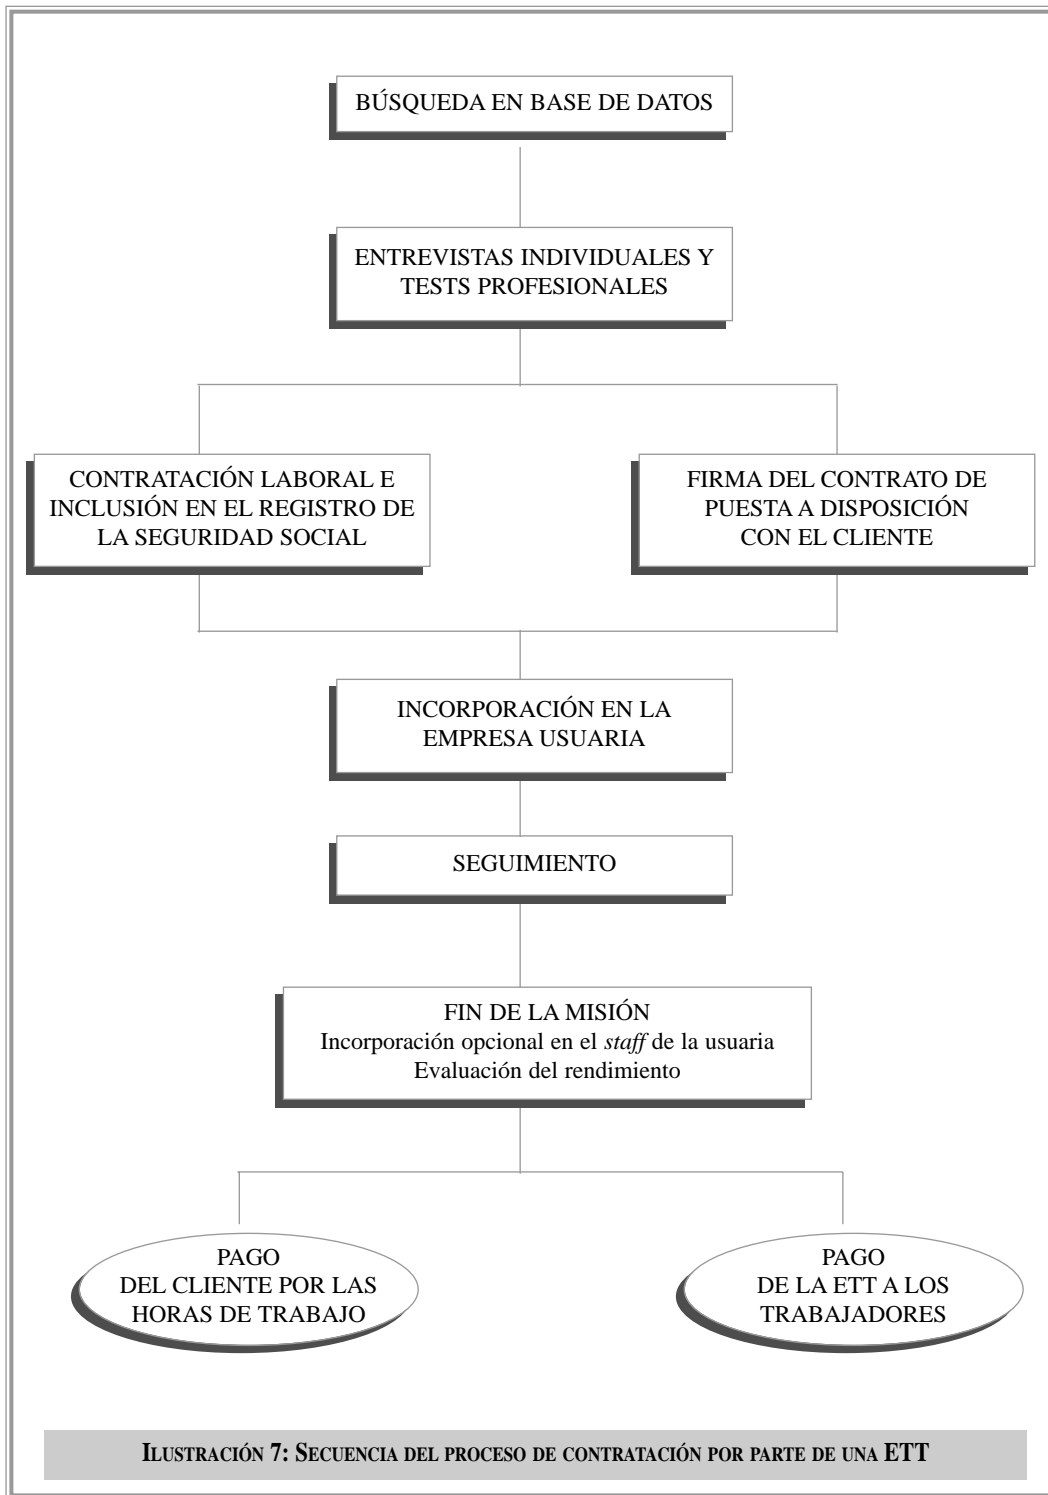 BÚSQUEDA EN BASE DE DATOS
ENTREVISTAS INDIVIDUALES Y
TESTS PROFESIONALES
CONTRATACIÓN LABORAL E
INCLUSIÓN EN EL REGISTRO DE
LA SEGURIDAD SOCIAL
FIRMA DEL CONTRATO DE
PUESTA A DISPOSICIÓN
CON EL CLIENTE
INCORPORACIÓN EN LA
EMPRESA USUARIA
SEGUIMIENTO
FIN DE LA MISIÓN
Incorporación opcional en el staff de la usuaria
Evaluación del rendimiento
PAGO
DEL CLIENTE POR LAS
HORAS DE TRABAJO
PAGO
DE LA ETT A LOS
TRABAJADORES
ILUSTRACIÓN 7: SECUENCIA DEL PROCESO DE CONTRATACIÓN POR PARTE DE UNA ETT